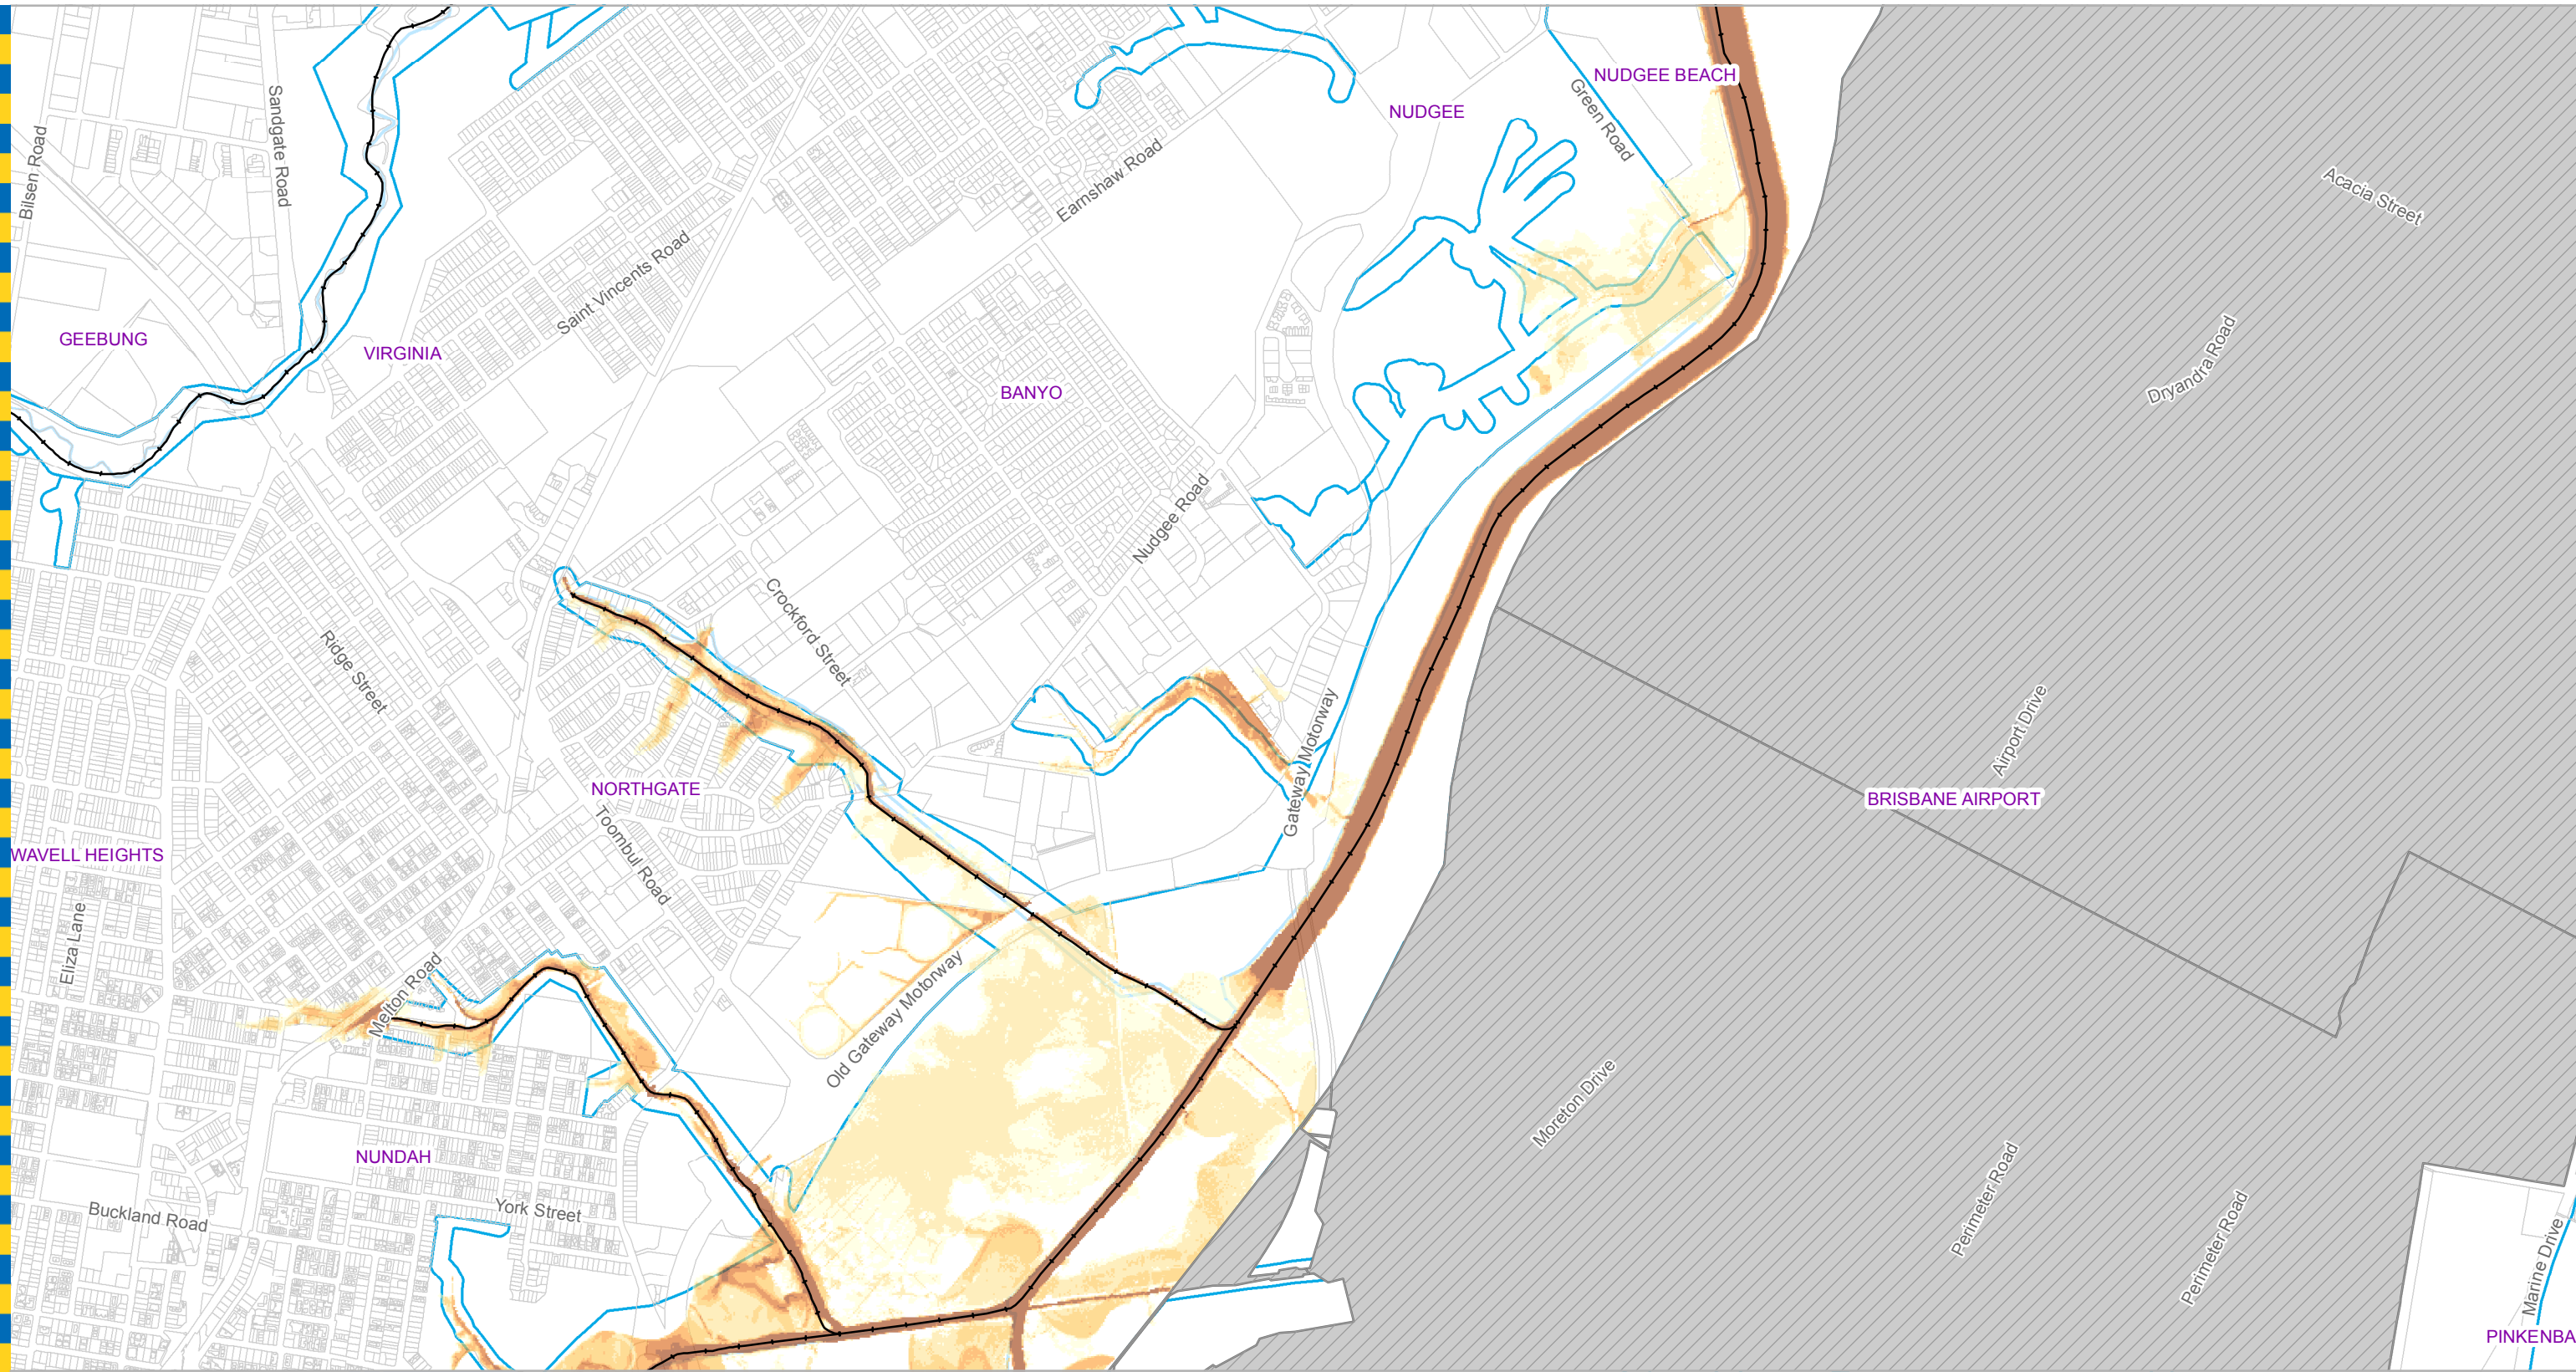 NUDGEE BEACH
NUDGEE
Green Road
Sandgate Road
Bilsen Road
Earnshaw Road
Acacia Street
Saint Vincents Road
GEEBUNG
VIRGINIA
BANYO
Dryandra Road
Nudgee Road
Crockford Street
Ridge Street
Gateway Motorway
Airport Drive
NORTHGATE
BRISBANE AIRPORT
Toombul Road
WAVELL HEIGHTS
Eliza Lane
Melton Road
Old Gateway Motorway
Moreton Drive
NUNDAH
York Street
Buckland Road
Perimeter Road
Perimeter Road
Marine Drive
PINKENBA